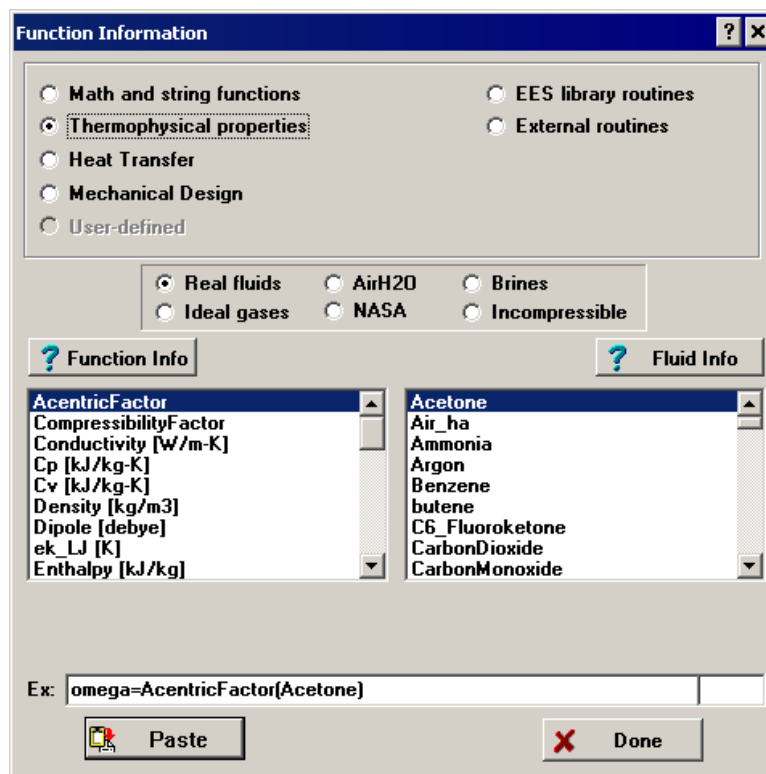 Function Information
Math and string functions
Thermophysical properties
Heat Transfer
Mechanical Design
User-defined
EES library routines
External routines
Real fluids
AirH2O
Brines
Ideal gases
NASA
Incompressible
? Function Info
? Fluid Info
AcentricFactor
CompressibilityFactor
Conductivity [W/m-K]
Cp [kJ/kg-K]
Cv [kJ/kg-K]
Density [kg/m3]
Dipole [debye]
ek_LJ [K]
Enthalpy [kJ/kg]
Acetone
Air_ha
Ammonia
Argon
Benzene
butene
C6_Fluoroketone
CarbonDioxide
CarbonMonoxide
Ex: omega=AcentricFactor(Acetone)
Paste
Done